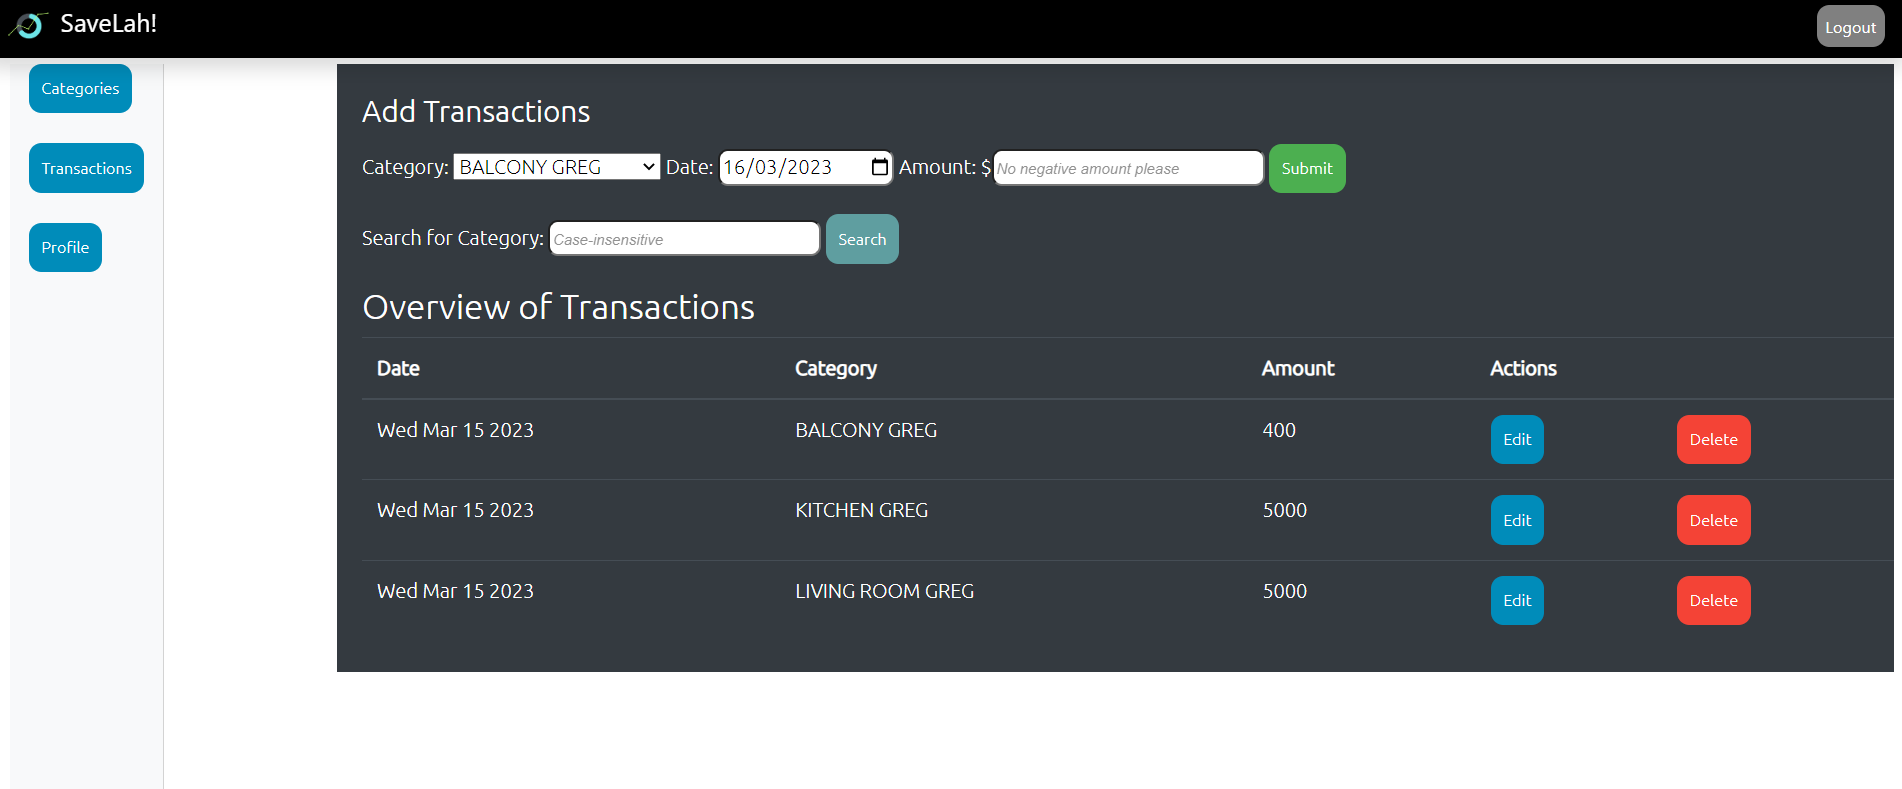 SaveLah!
Logout
Categories
Transactions
Profile
Add Transactions
Category: BALCONY GREG Date: 16/03/2023 Amount: $ No negative amount please Submit
Search for Category: Case-insensitive Search
Overview of Transactions
Date Category Amount Actions
Wed Mar 15 2023 BALCONY GREG 400 Edit Delete
Wed Mar 15 2023 KITCHEN GREG 5000 Edit Delete
Wed Mar 15 2023 LIVING ROOM GREG 5000 Edit Delete